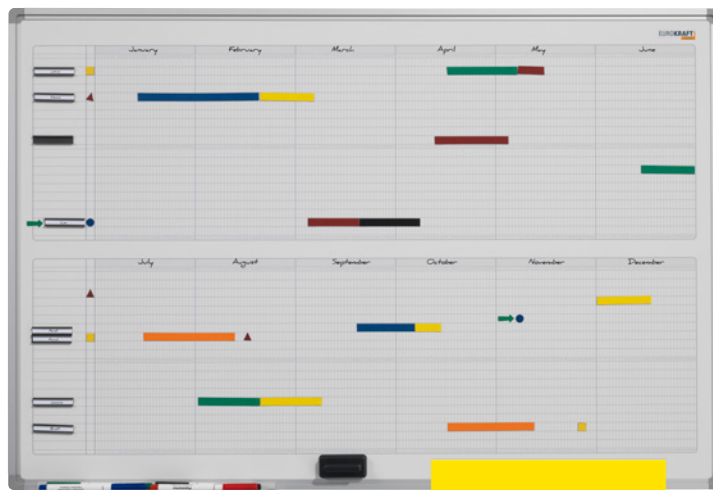 EUROKRAFT
January February March April May June
July August September October November December